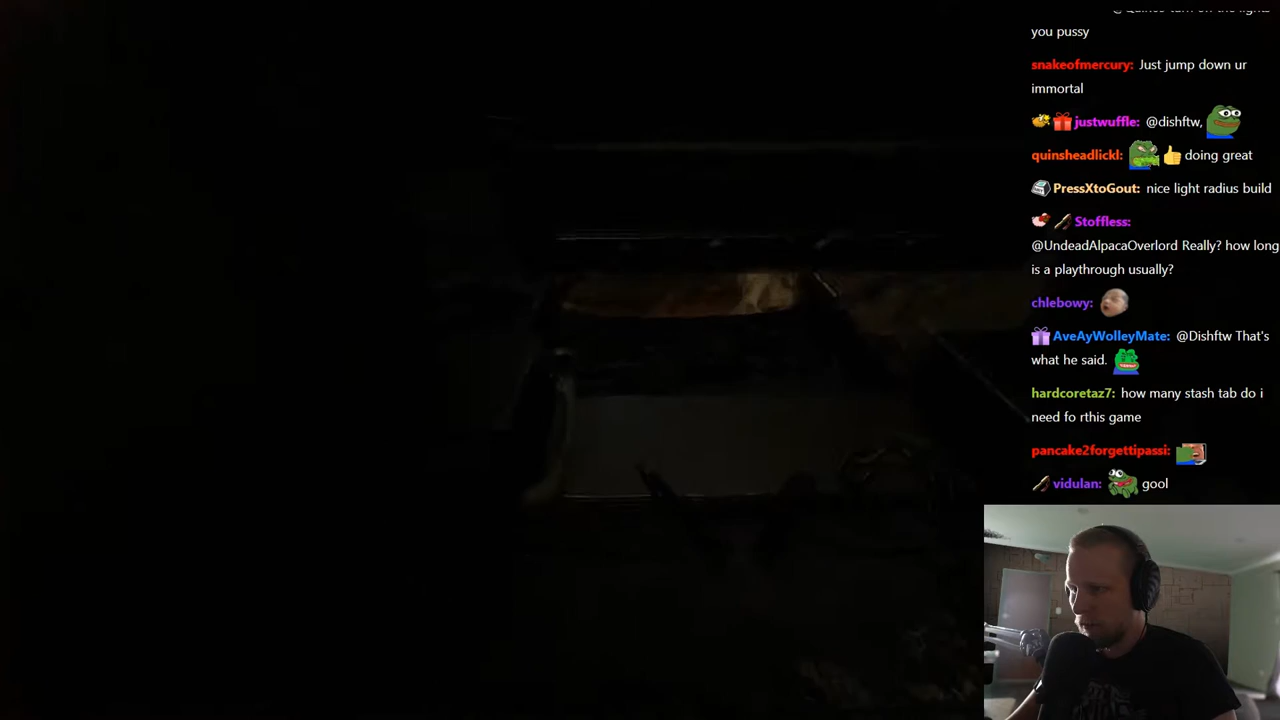 you pussy
snakeofmercury: Just jump down ur
immortal
justwuffle: @dishftw,
quinsheadlickl: doing great
PressXtoGout: nice light radius build
Stoffless:
@UndeadAlpacaOverlord Really? how long
is a playthrough usually?
chlebowy:
AveAyWolleyMate: @Dishftw That's
what he said.
hardcoretaz7: how many stash tab do i
need fo rthis game
pancake2forgettipassi:
vidulan: gool